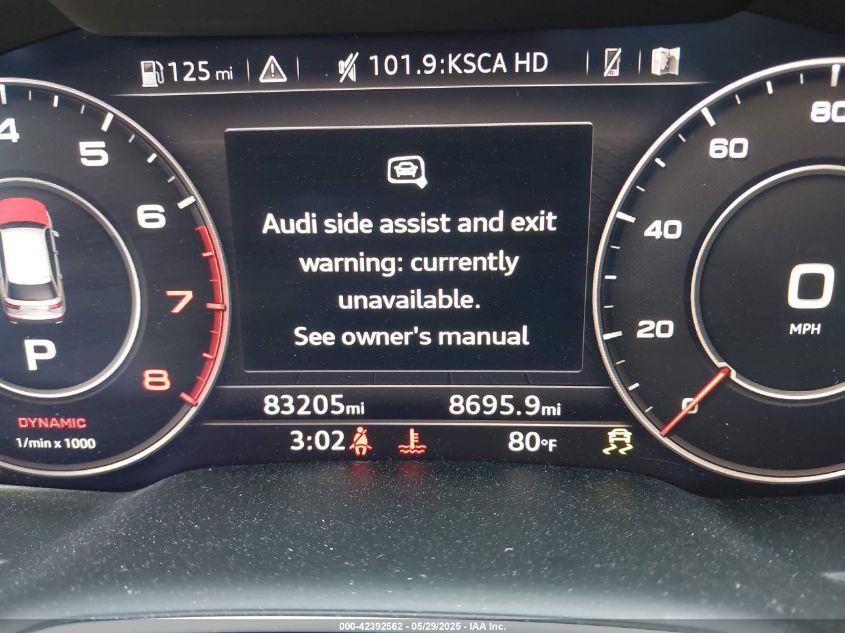 125 mi
101.9:KSCA HD
4
5
6
7
8
P
DYNAMIC
1/min x 1000
Audi side assist and exit
warning: currently
unavailable.
See owner's manual
83205mi
8695.9mi
3:02
80°F
80
60
40
20
0
0
MPH
000-42392562 - 05/29/2025 - IAA Inc.